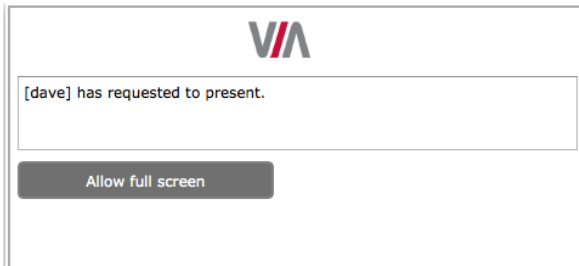 VIA
[dave] has requested to present.
Allow full screen